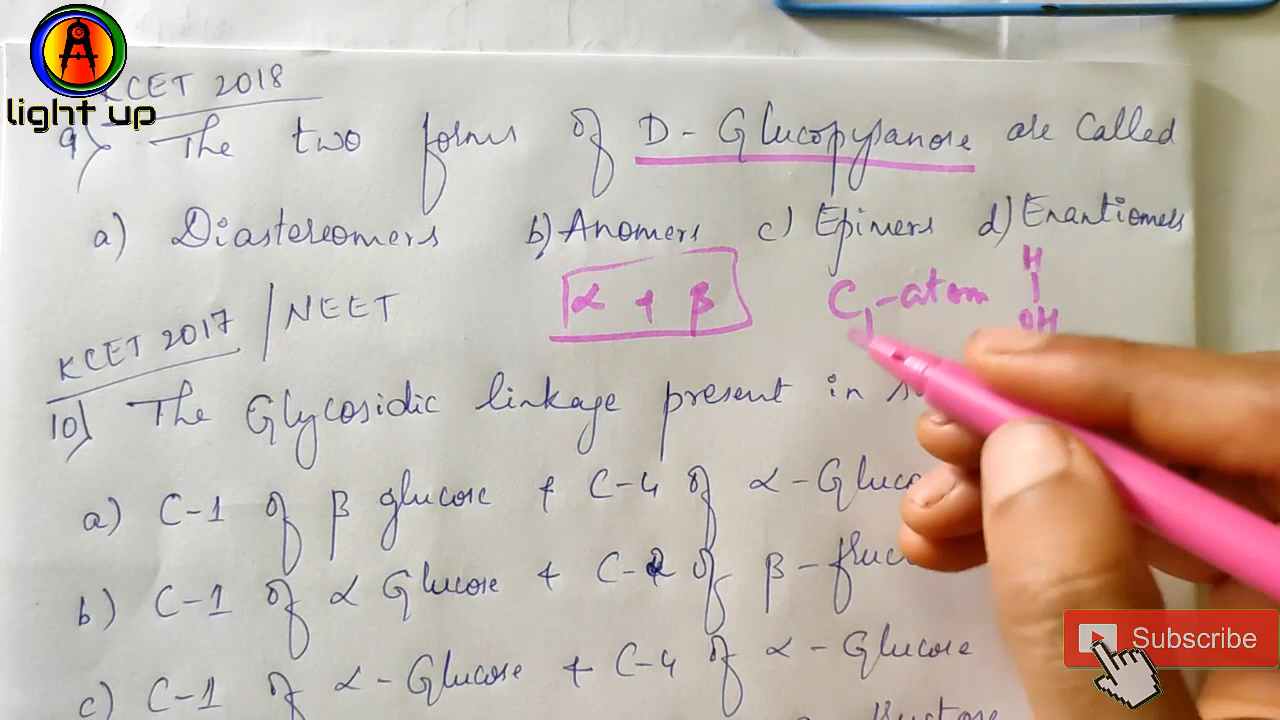 KCET 2018
light up
9) The two forms of D-Glucopyranose are called
a) Diastereomers b) Anomers c) Epimers d) Enantiomers
α + β C1-atom H
OH
KCET 2017 / NEET
10) The Glycosidic linkage present in
a) C-1 of β glucose + C-4 of α-
b) C-1 of α Glucose + C-2 of β-
c) C-1 of α-Glucose + C-4 of α-Glucose
Subscribe